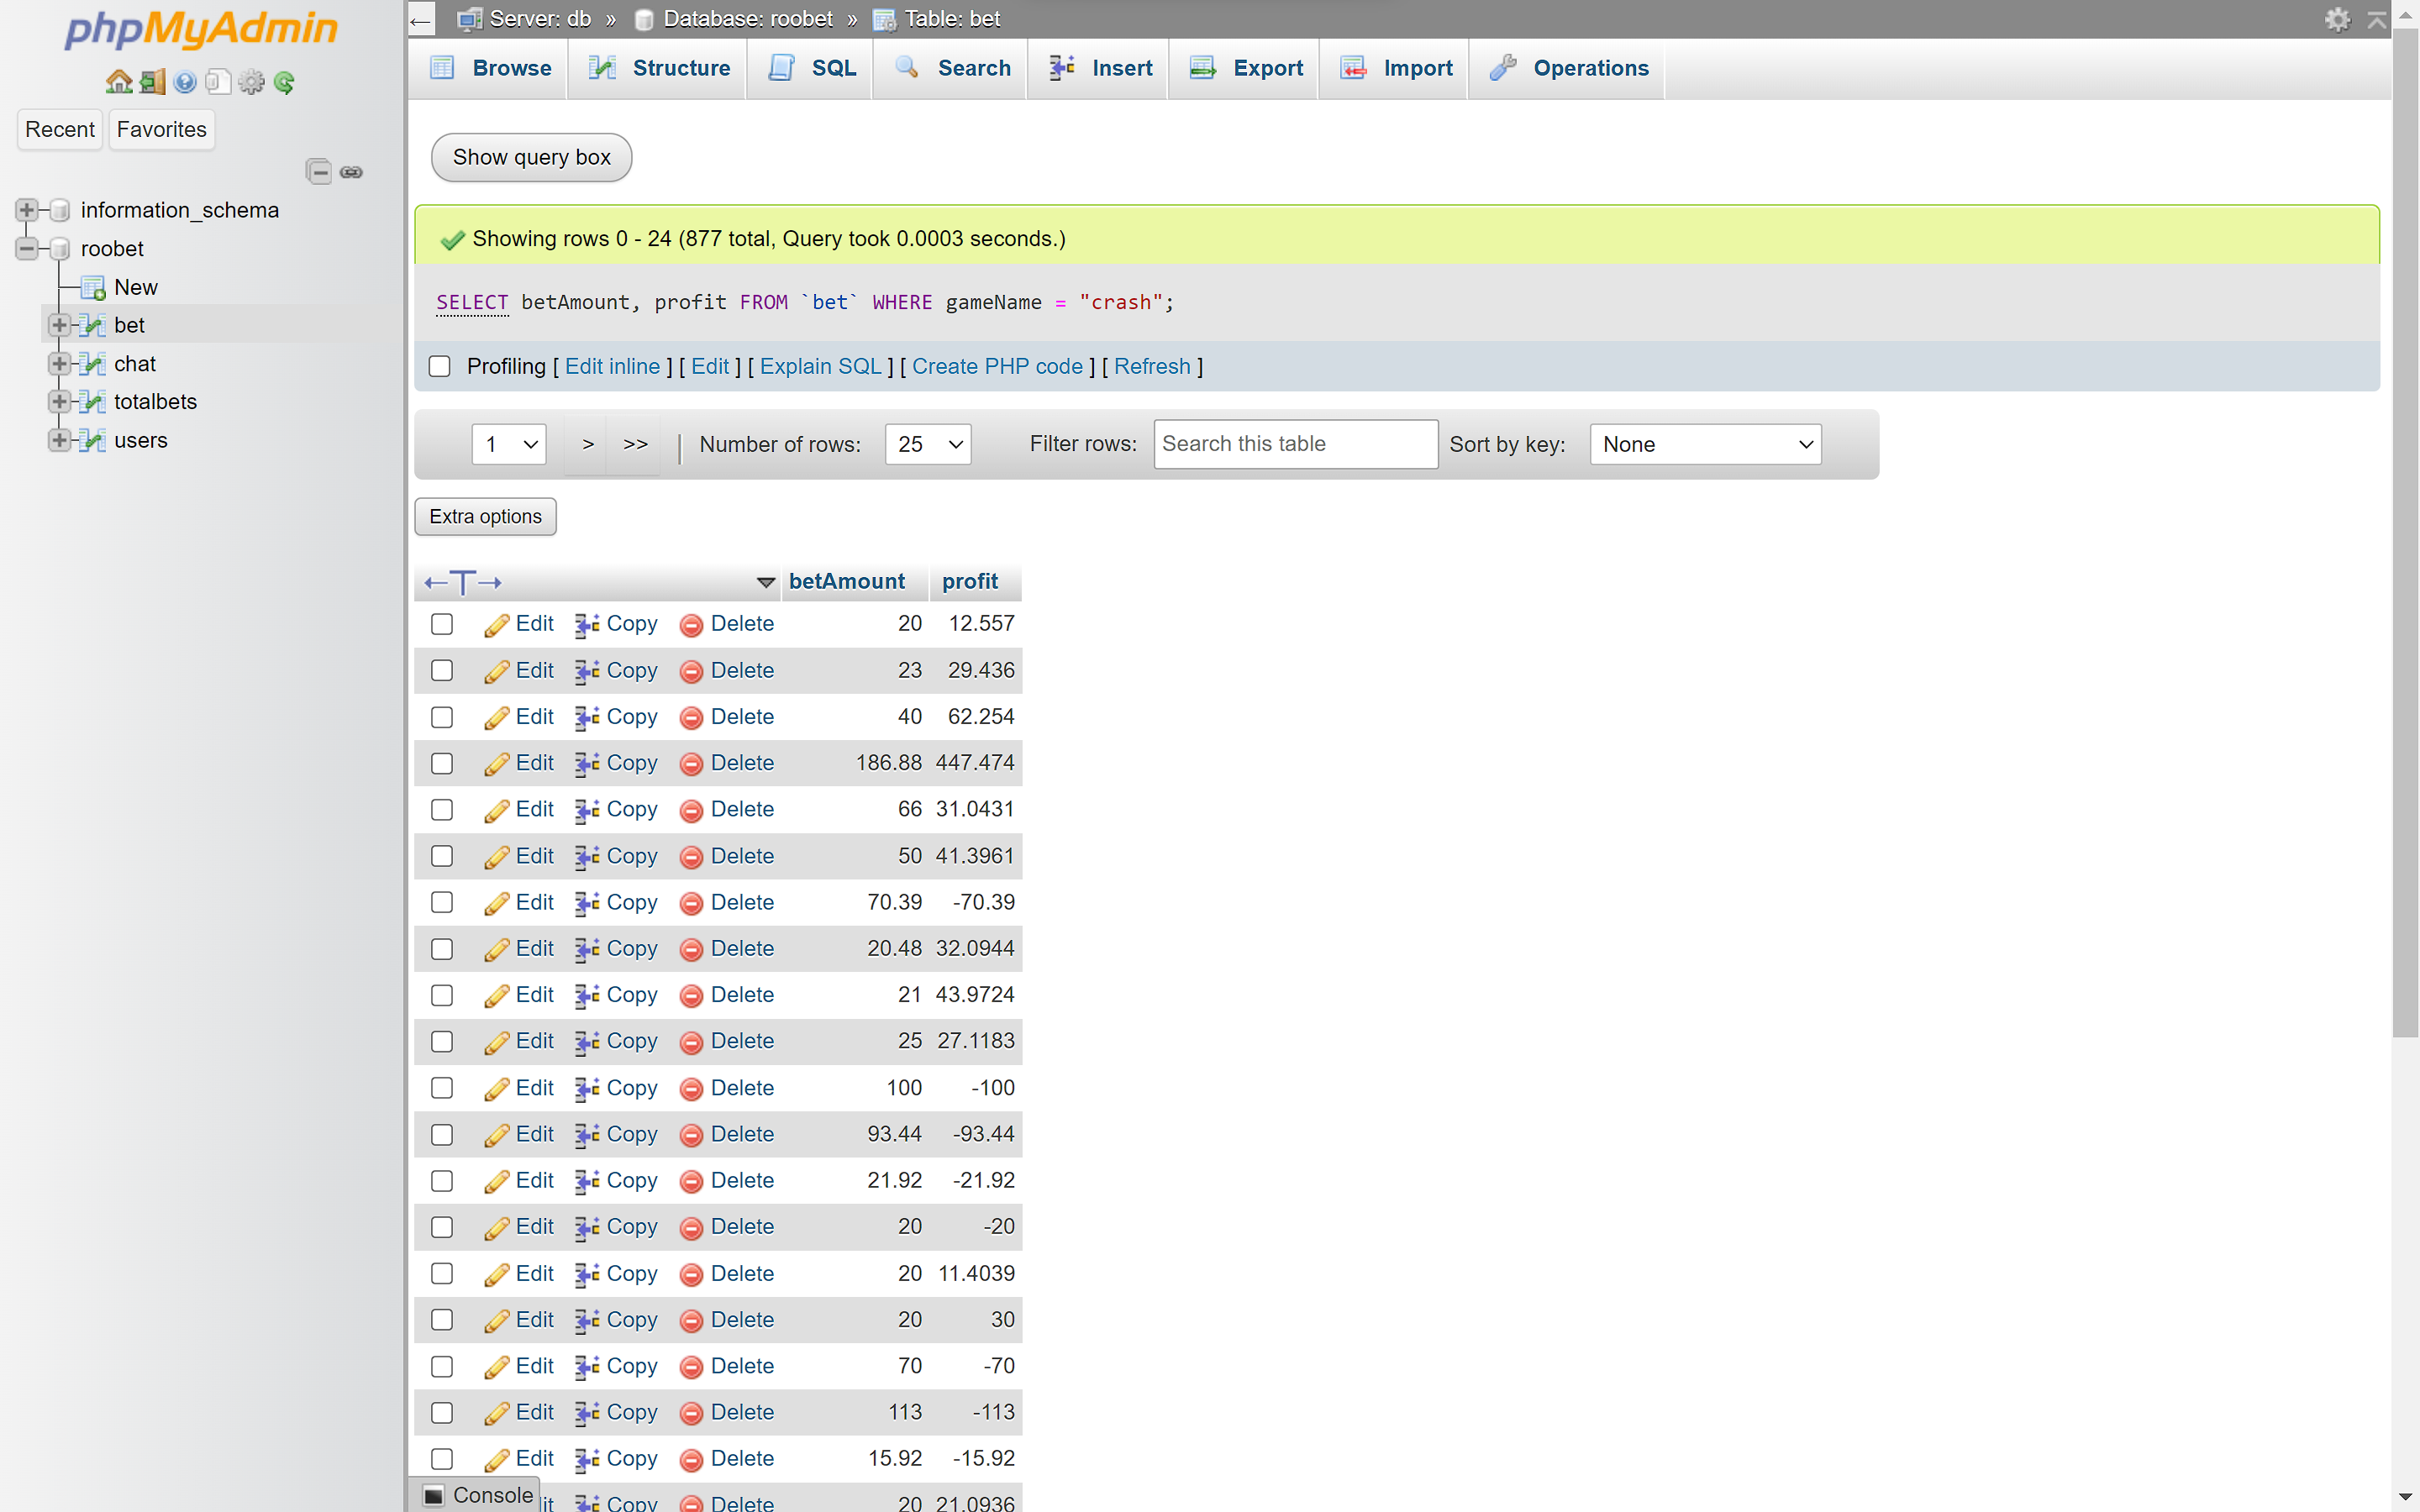 phpMyAdmin
Recent Favorites
information_schema
roobet
New
bet
chat
totalbets
users
Server: db » Database: roobet » Table: bet
Browse Structure SQL Search Insert Export Import Operations
Show query box
Showing rows 0 - 24 (877 total, Query took 0.0003 seconds.)
SELECT betAmount, profit FROM `bet` WHERE gameName = "crash";
Profiling [ Edit inline ] [ Edit ] [ Explain SQL ] [ Create PHP code ] [ Refresh ]
1 > >> | Number of rows: 25 Filter rows: Search this table Sort by key: None
Extra options
←T→ betAmount profit
Edit Copy Delete 20 12.557
Edit Copy Delete 23 29.436
Edit Copy Delete 40 62.254
Edit Copy Delete 186.88 447.474
Edit Copy Delete 66 31.0431
Edit Copy Delete 50 41.3961
Edit Copy Delete 70.39 -70.39
Edit Copy Delete 20.48 32.0944
Edit Copy Delete 21 43.9724
Edit Copy Delete 25 27.1183
Edit Copy Delete 100 -100
Edit Copy Delete 93.44 -93.44
Edit Copy Delete 21.92 -21.92
Edit Copy Delete 20 -20
Edit Copy Delete 20 11.4039
Edit Copy Delete 20 30
Edit Copy Delete 70 -70
Edit Copy Delete 113 -113
Edit Copy Delete 15.92 -15.92
Console
Copy Delete 20 21.0936